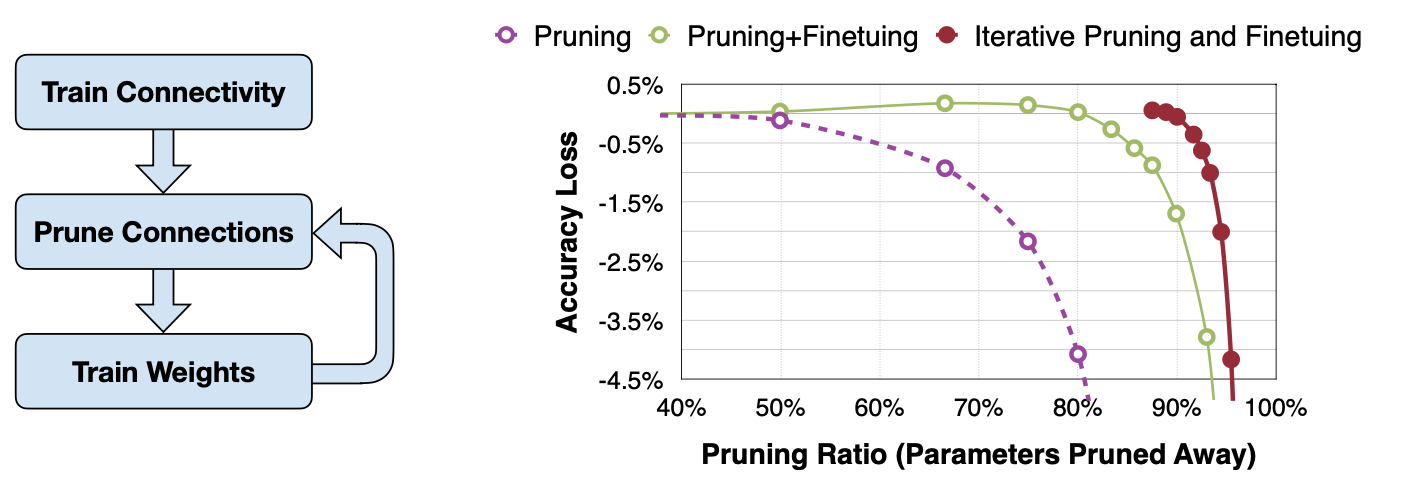 Train Connectivity
Prune Connections
Train Weights
Pruning
Pruning+Finetuing
Iterative Pruning and Finetuing
Accuracy Loss
0.5%
-0.5%
-1.5%
-2.5%
-3.5%
-4.5%
40% 50% 60% 70% 80% 90% 100%
Pruning Ratio (Parameters Pruned Away)